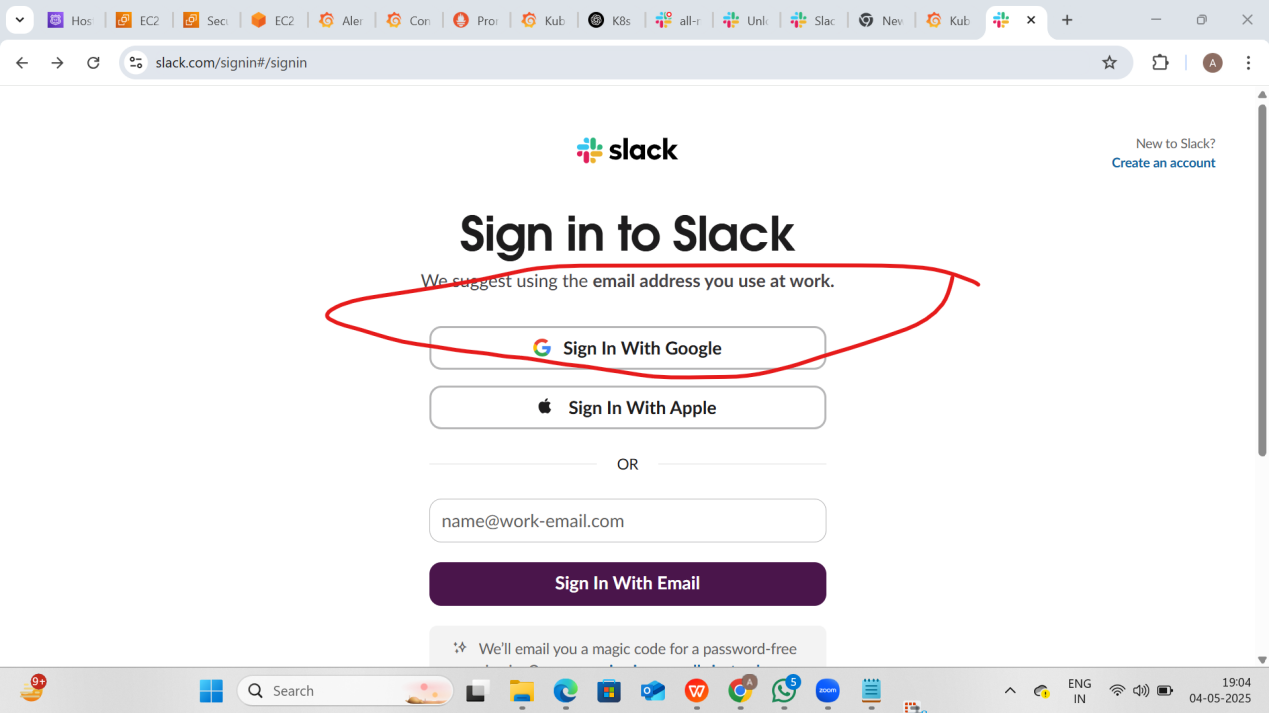 Host
EC2
Secu
EC2
Aler
Con
Pro
Kub
K8s
all-r
Unl
Slac
New
Kub
slack.com/signin#/signin
A
slack
New to Slack?
Create an account
Sign in to Slack
We suggest using the email address you use at work.
Sign In With Google
Sign In With Apple
OR
name@work-email.com
Sign In With Email
We'll email you a magic code for a password-free
9+
Search
W
A
5
zoom
ENG
IN
19:04
04-05-2025